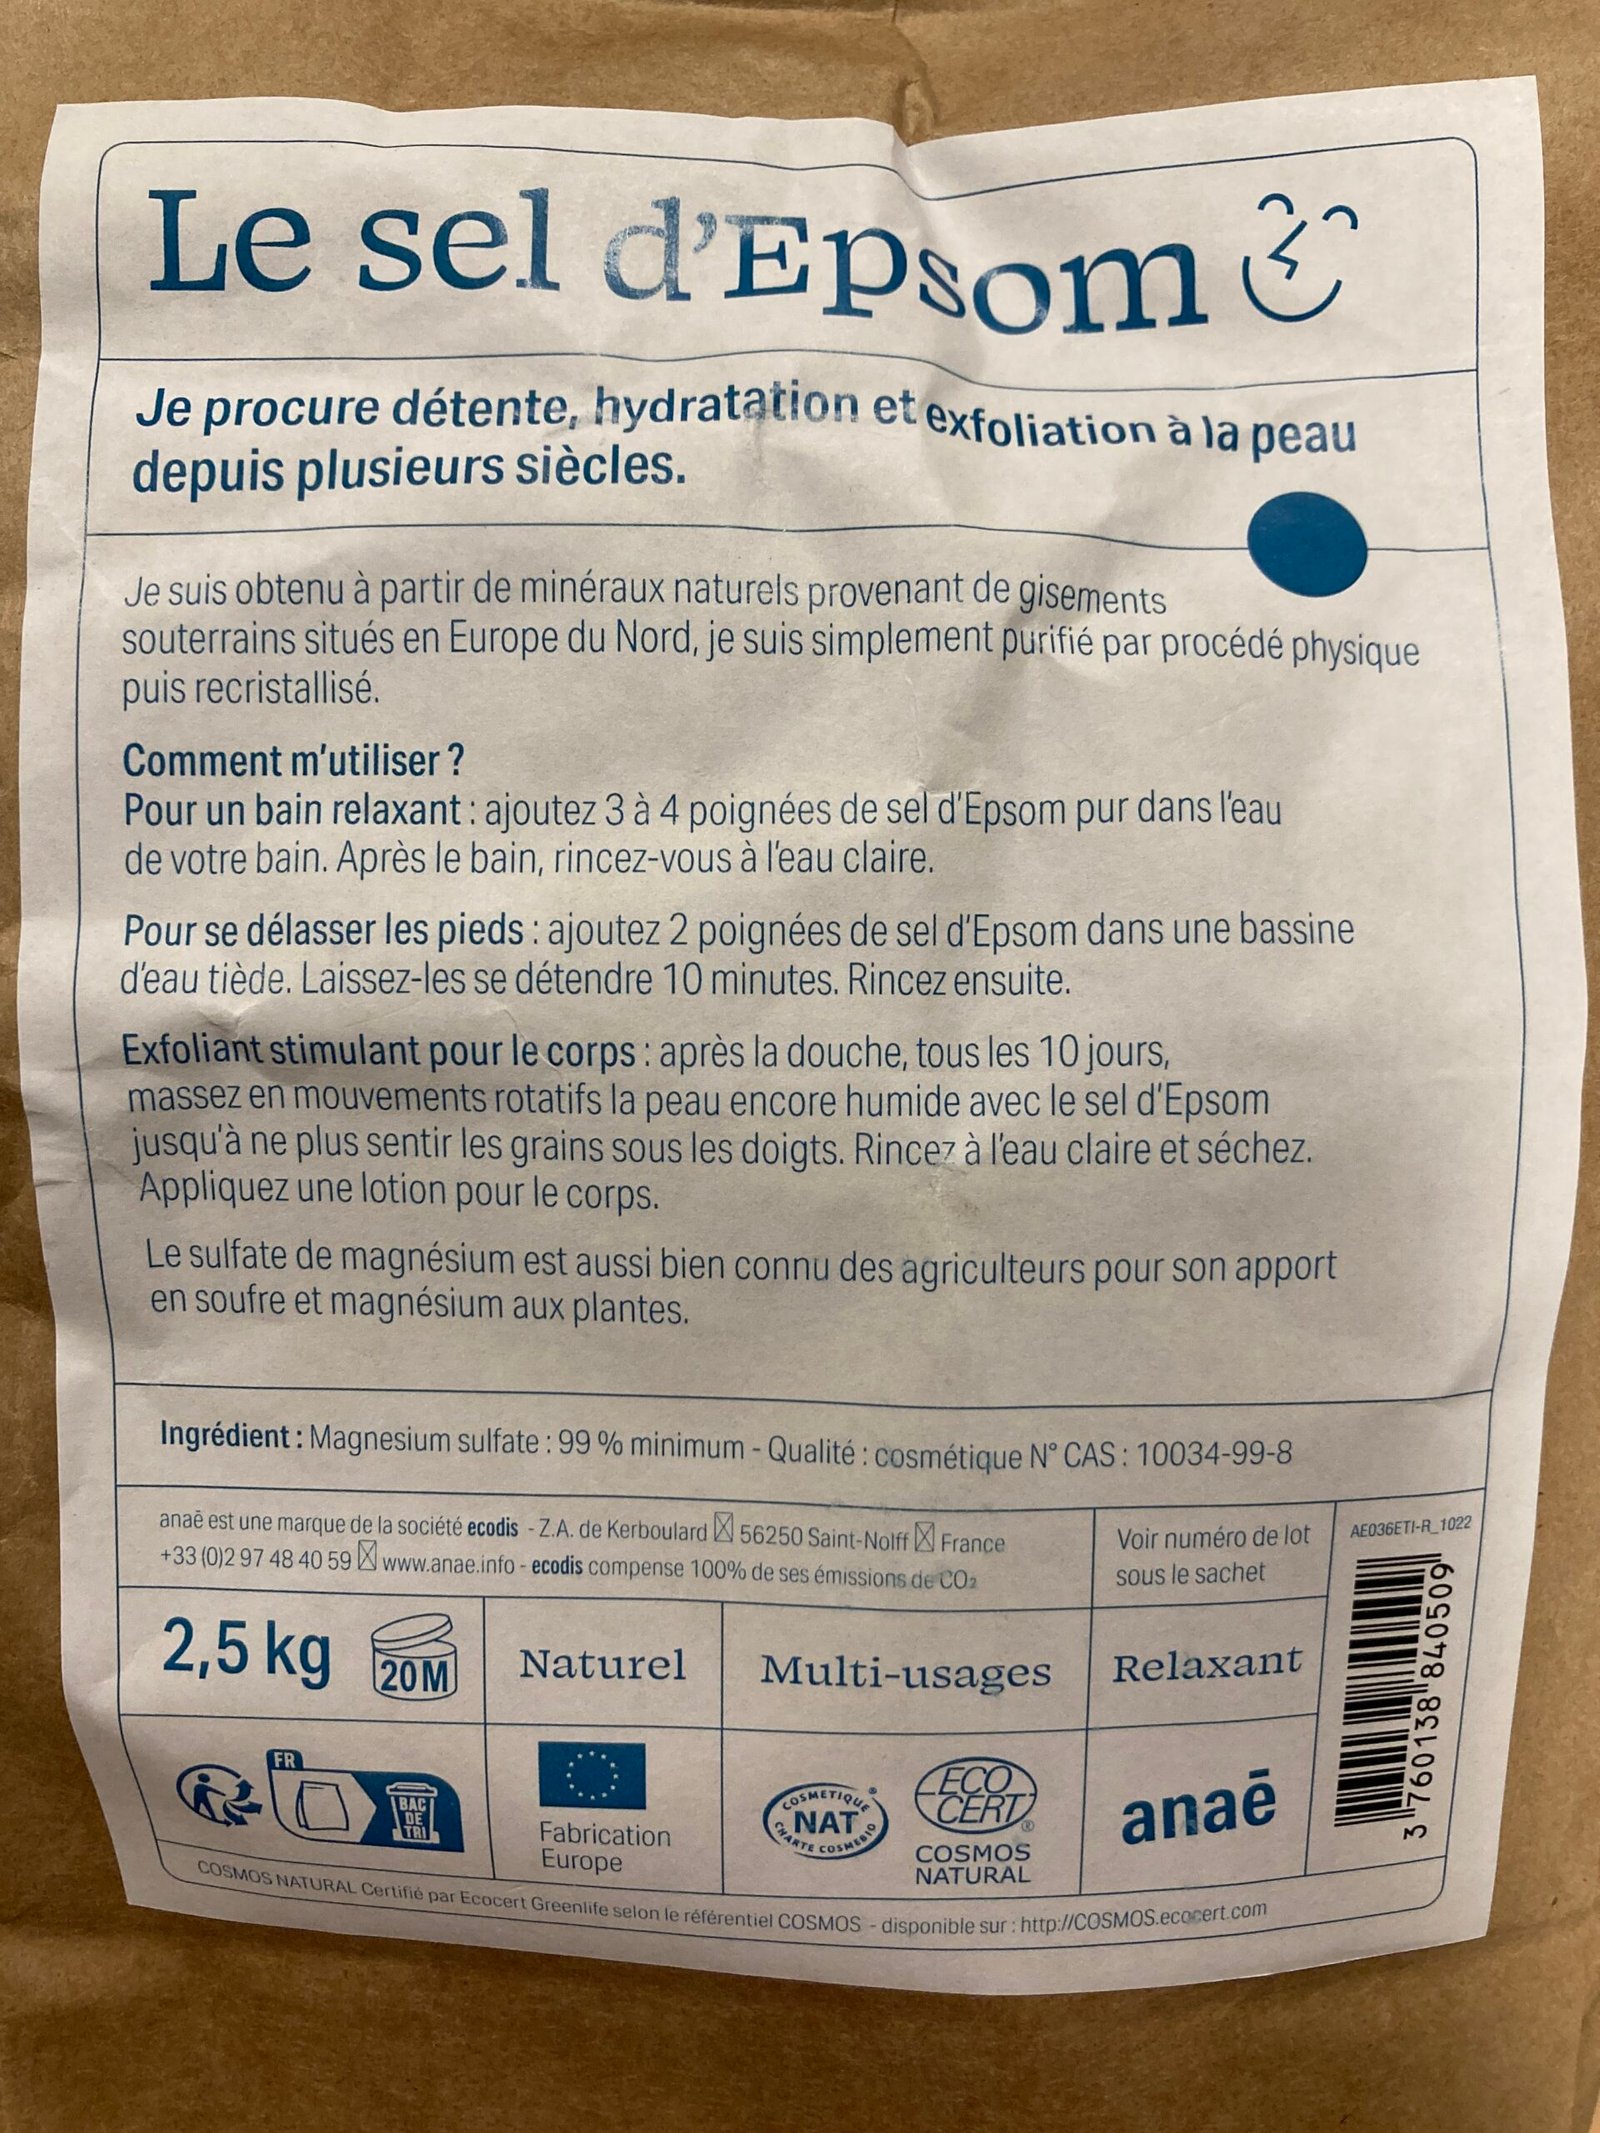 Le sel d'Epsom
Je procure détente, hydratation et exfoliation à la peau
depuis plusieurs siècles.
Je suis obtenu à partir de minéraux naturels provenant de gisements
souterrains situés en Europe du Nord, je suis simplement purifié par procédé physique
puis recristallisé.
Comment m'utiliser ?
Pour un bain relaxant : ajoutez 3 à 4 poignées de sel d'Epsom pur dans l'eau
de votre bain. Après le bain, rincez-vous à l'eau claire.
Pour se délasser les pieds : ajoutez 2 poignées de sel d'Epsom dans une bassine
d'eau tiède. Laissez-les se détendre 10 minutes. Rincez ensuite.
Exfoliant stimulant pour le corps : après la douche, tous les 10 jours,
massez en mouvements rotatifs la peau encore humide avec le sel d'Epsom
jusqu'à ne plus sentir les grains sous les doigts. Rincez à l'eau claire et séchez.
Appliquez une lotion pour le corps.
Le sulfate de magnésium est aussi bien connu des agriculteurs pour son apport
en soufre et magnésium aux plantes.
Ingrédient : Magnesium sulfate : 99 % minimum - Qualité : cosmétique N° CAS : 10034-99-8
anaē est une marque de la société ecodis - Z.A. de Kerboulard 56250 Saint-Nolff France
+33 (0)2 97 48 40 59 www.anae.info - ecodis compense 100% de ses émissions de CO₂
Voir numéro de lot
sous le sachet
AE036ETI-R_1022
3 760138 840509
2,5 kg
20M
Naturel
Multi-usages
Relaxant
FR
BAC
DE
TRI
Fabrication
Europe
COSMETIQUE
NAT
CHARTE COSMEBIO
®
ECO
CERT
®
COSMOS
NATURAL
anaē
COSMOS NATURAL Certifié par Ecocert Greenlife selon le référentiel COSMOS - disponible sur : http://COSMOS.ecocert.com